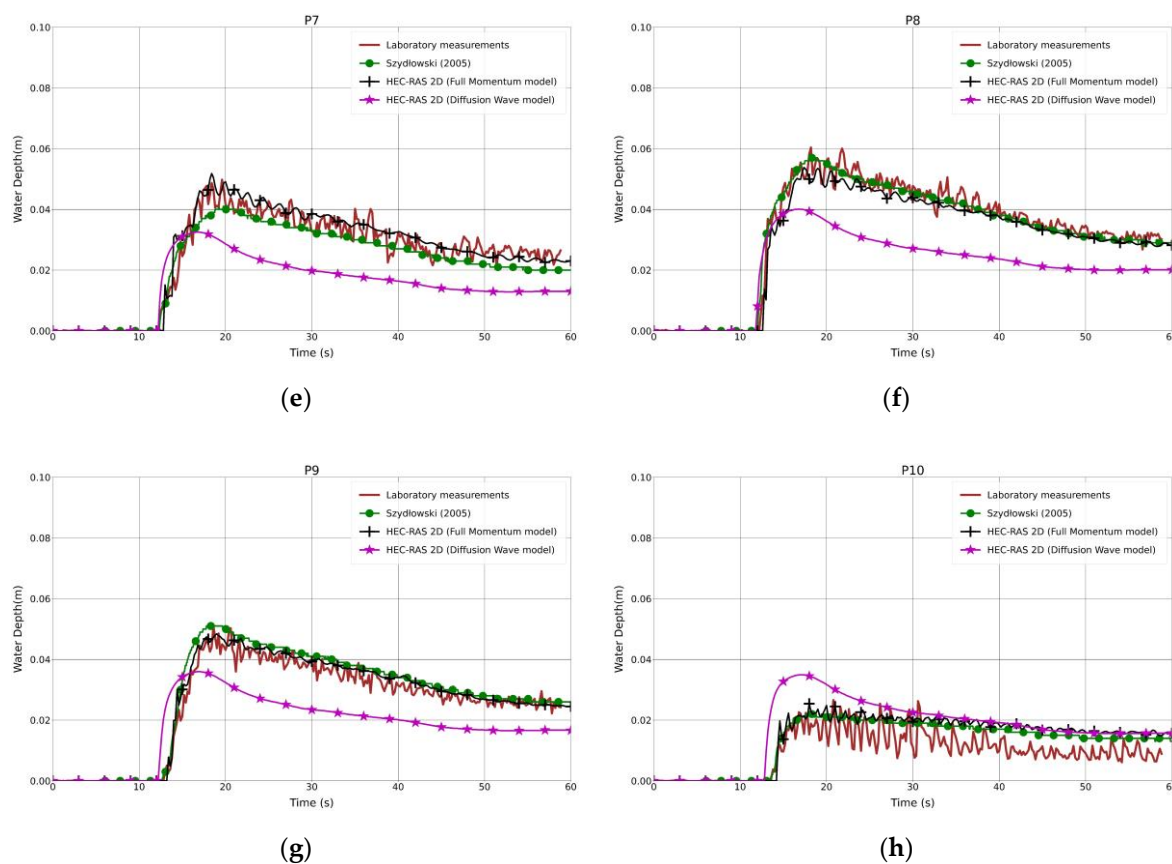 P7
0.10
0.08
0.06
0.04
0.02
0.00
Water Depth(m)
Laboratory measurements
Szydłowski (2005)
HEC-RAS 2D (Full Momentum model)
HEC-RAS 2D (Diffusion Wave model)
0 10 20 30 40 50 60
Time (s)
(e)
P8
0.10
0.08
0.06
0.04
0.02
0.00
Water Depth(m)
Laboratory measurements
Szydłowski (2005)
HEC-RAS 2D (Full Momentum model)
HEC-RAS 2D (Diffusion Wave model)
0 10 20 30 40 50 60
Time (s)
(f)
P9
0.10
0.08
0.06
0.04
0.02
0.00
Water Depth(m)
Laboratory measurements
Szydłowski (2005)
HEC-RAS 2D (Full Momentum model)
HEC-RAS 2D (Diffusion Wave model)
0 10 20 30 40 50 60
Time (s)
(g)
P10
0.10
0.08
0.06
0.04
0.02
0.00
Water Depth(m)
Laboratory measurements
Szydłowski (2005)
HEC-RAS 2D (Full Momentum model)
HEC-RAS 2D (Diffusion Wave model)
0 10 20 30 40 50 60
Time (s)
(h)